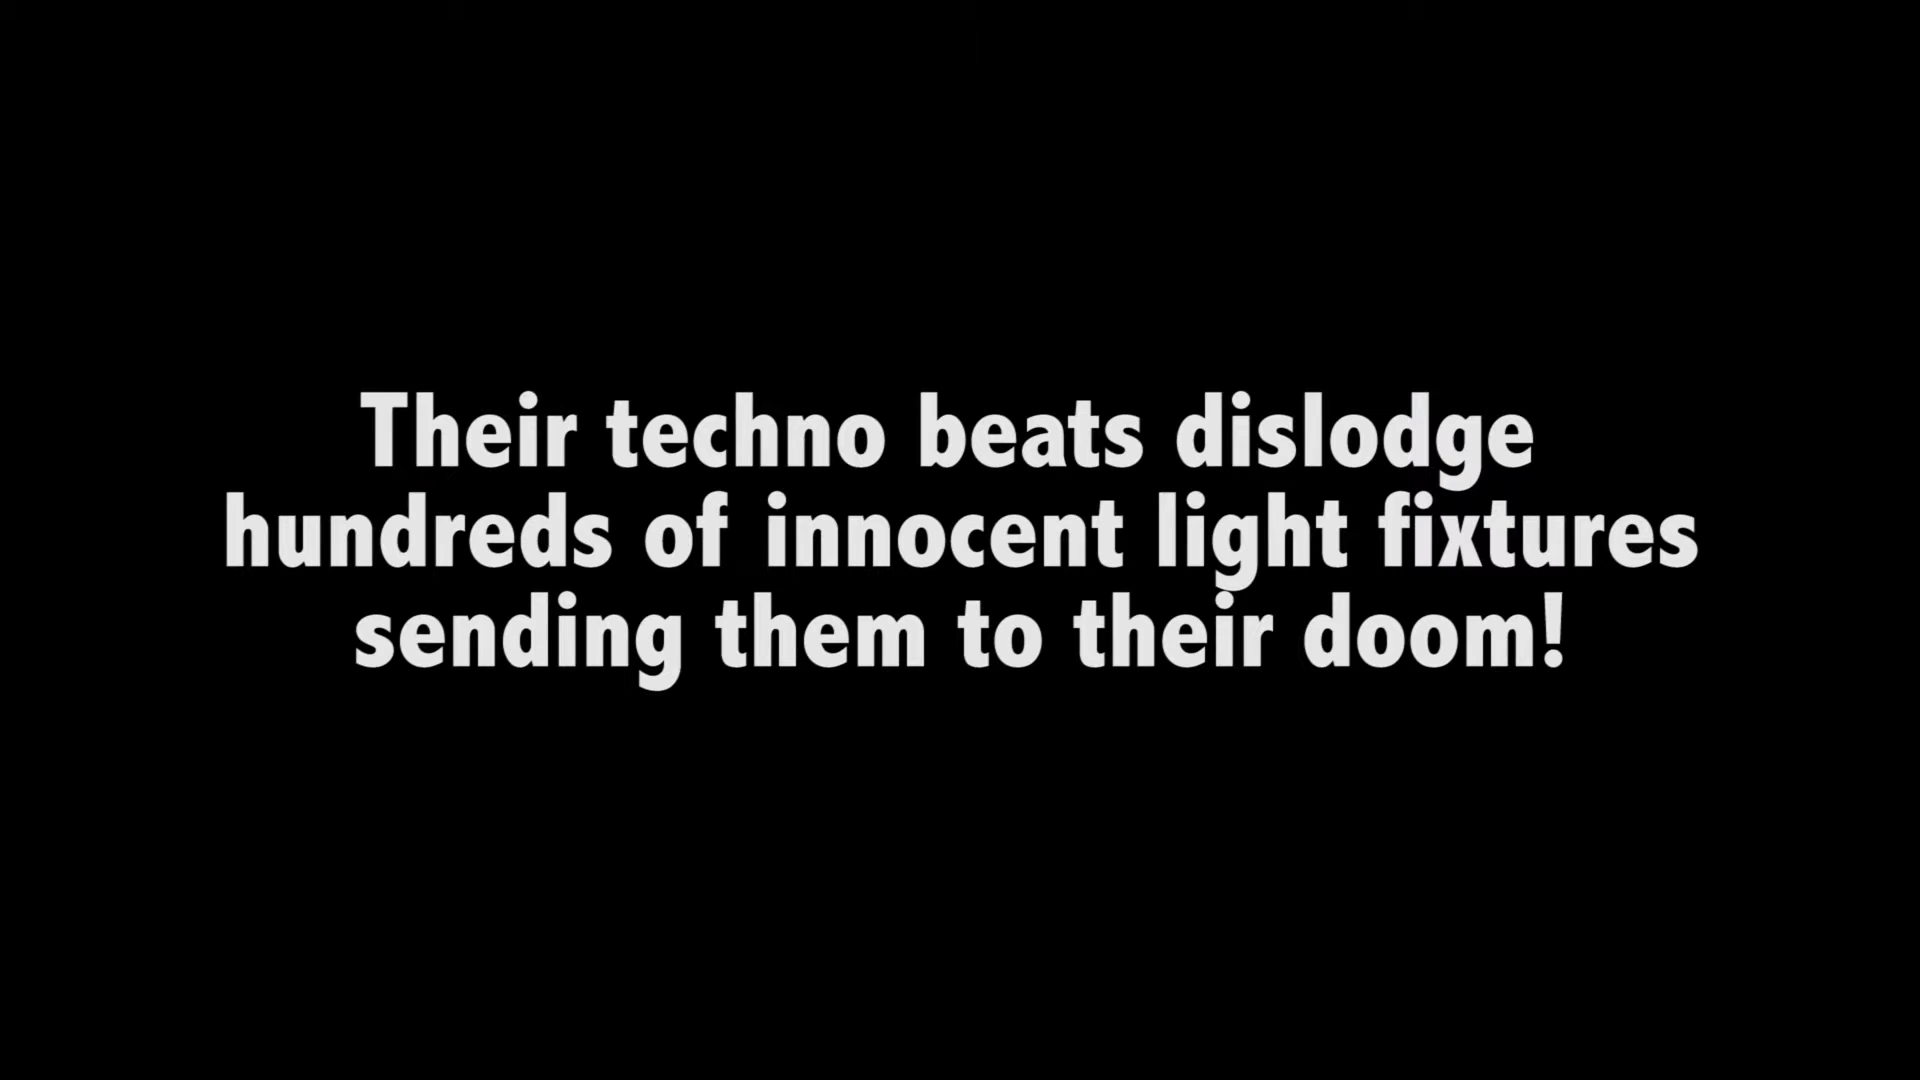 Their techno beats dislodge
hundreds of innocent light fixtures
sending them to their doom!